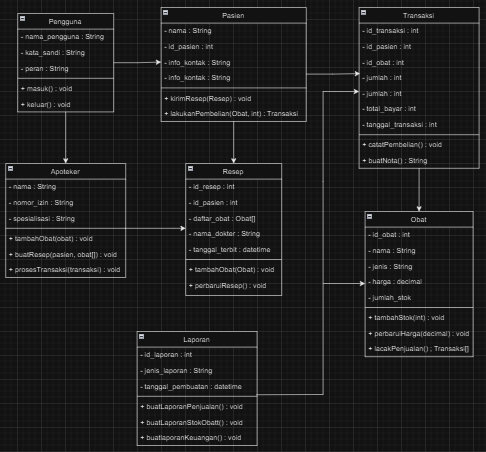 Pengguna
- nama_pengguna : String
- kata_sandi : String
- peran : String
+ masuk() : void
+ keluar() : void
Pasien
- nama : String
- id_pasien : int
- info_kontak : String
- info_kontak : String
+ kirimResep(Resep) : void
+ lakukanPembelian(Obat, int) : Transaksi
Transaksi
- id_transaksi : int
- id_pasien : int
- id_obat : int
- jumlah : int
- jumlah : int
- total_bayar : int
- tanggal_transaksi : int
+ catatPembelian() : void
+ buatNota() : String
Apoteker
- nama : String
- nomor_izin : String
- spesialisasi : String
+ tambahObat(obat) : void
+ buatResep(pasien, obat[]) : void
+ prosesTransaksi(transaksi) : void
Resep
- id_resep : int
- id_pasien : int
- daftar_obat : Obat[]
- nama_dokter : String
- tanggal_terbit : datetime
+ tambahObat(Obat) : void
+ perbaruiResep() : void
Obat
- id_obat : int
- nama : String
- jenis : String
- harga : decimal
- jumlah_stok
+ tambahStok(int) : void
+ perbaruiHarga(decimal) : void
+ lacakPenjualan() ; Transaksi[]
Laporan
- id_laporan : int
- jenis_laporan : String
- tanggal_pembuatan : datetime
+ buatLaporanPenjualan() : void
+ buatLaporanStokObatt() : void
+ buatlaporanKeuangan() : void